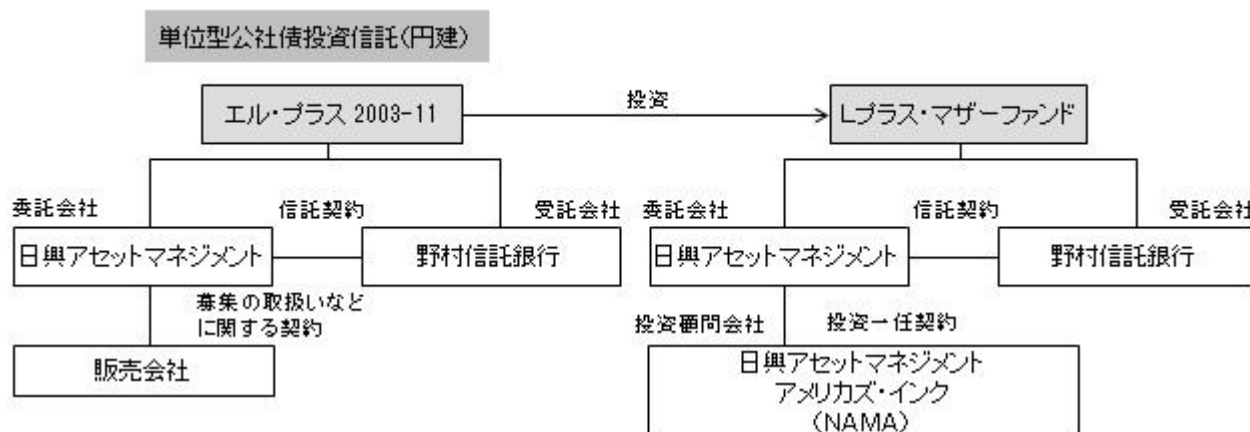 単位型公社債投資信託(円建)
エル・プラス 2003-11
投資
Lプラス・マザーファンド
委託会社
信託契約
受託会社
委託会社
信託契約
受託会社
日興アセットマネジメント
野村信託銀行
日興アセットマネジメント
野村信託銀行
募集の取扱いなど
に関する契約
投資顧問会社
投資一任契約
販売会社
日興アセットマネジメント
アメリカズ・インク
(NAMA)